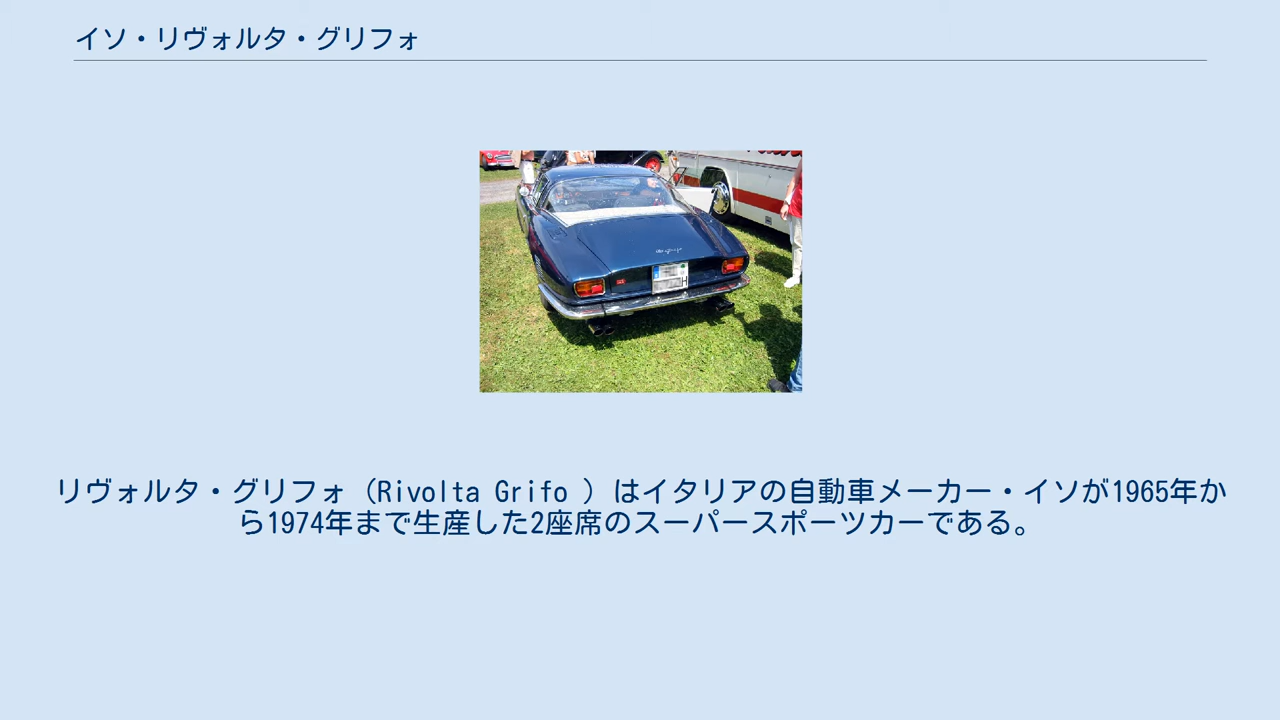 イソ・リヴォルタ・グリフォ
リヴォルタ・グリフォ（Rivolta Grifo ）はイタリアの自動車メーカー・イソが1965年か
ら1974年まで生産した2座席のスーパースポーツカーである。